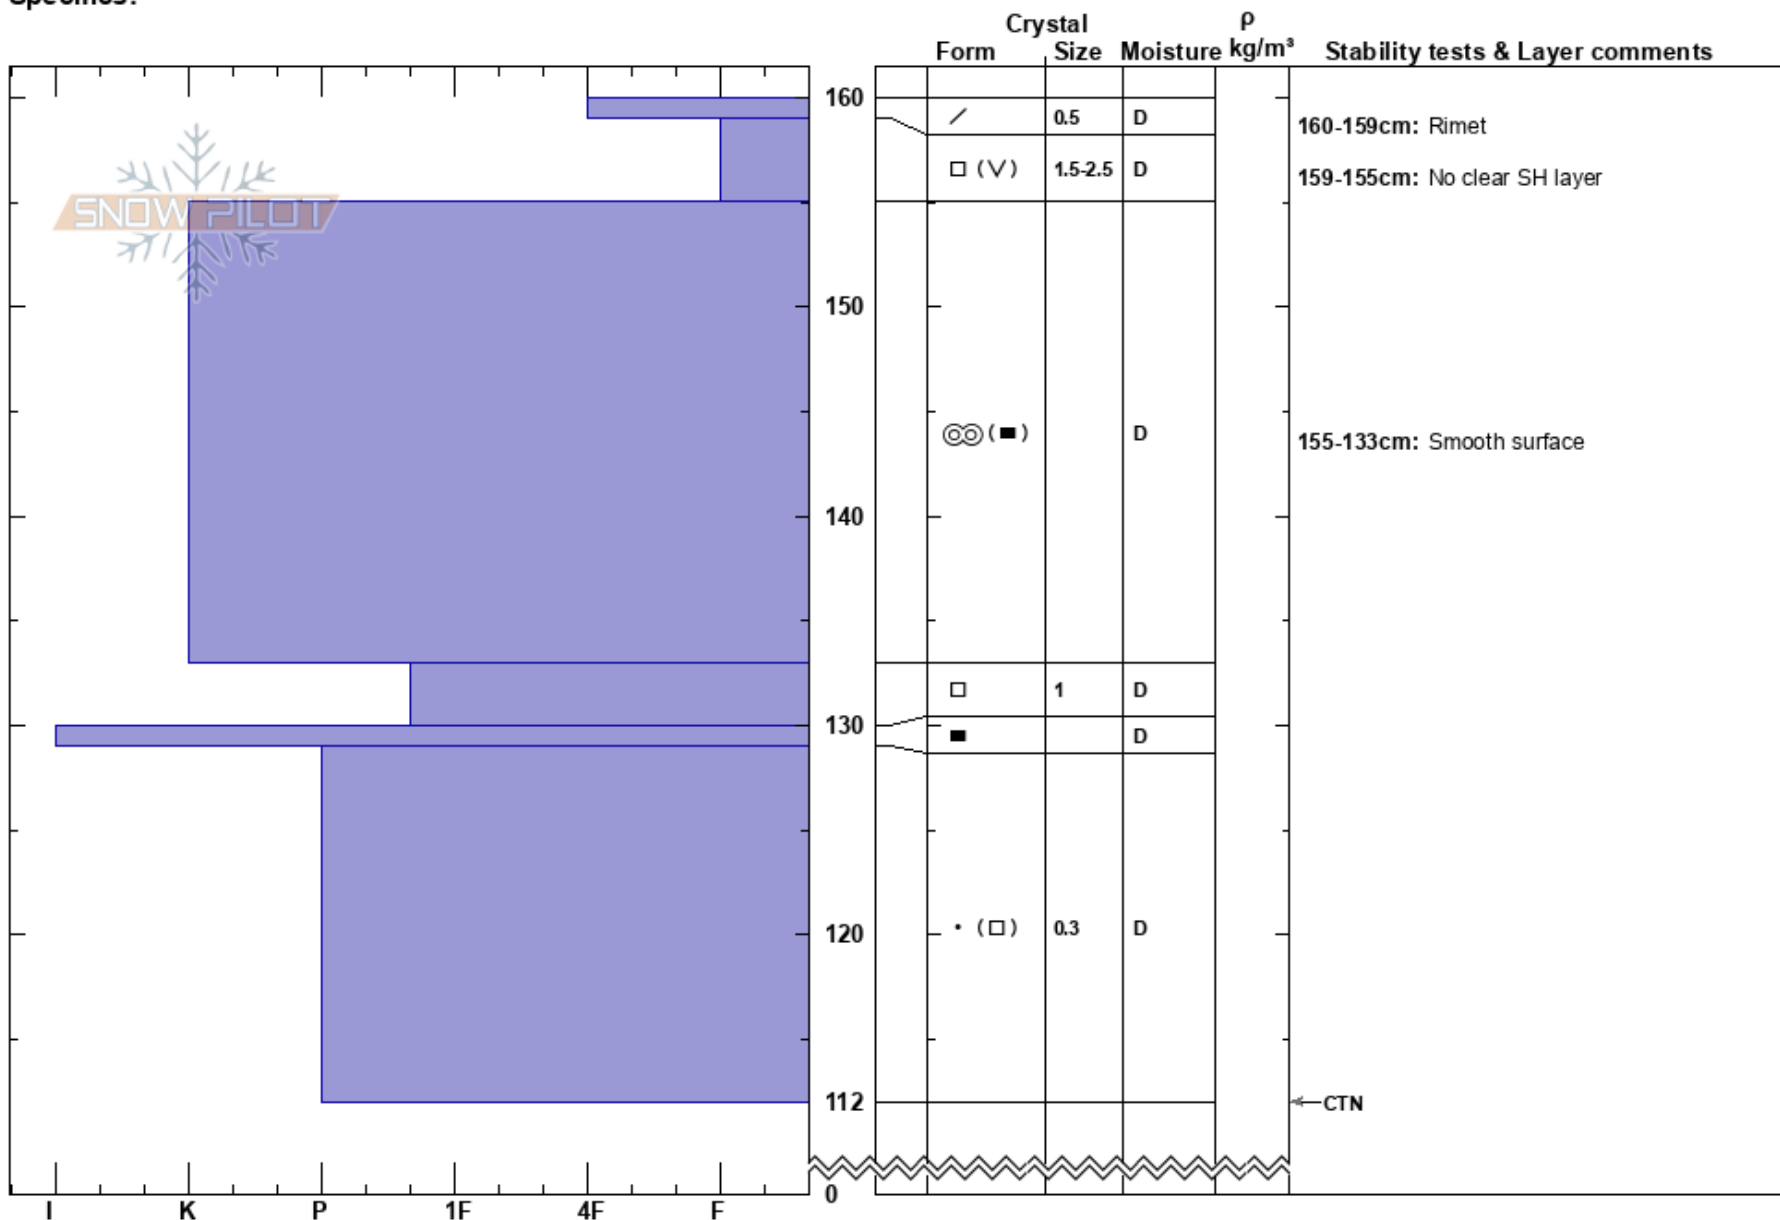 Specifics:
Crystal ρ
Form Size Moisture kg/m³ Stability tests & Layer comments
160
0.5 D
160-159cm: Rimet
SNOW PILOT
(V) 1.5-2.5 D
159-155cm: No clear SH layer
150
D
155-133cm: Smooth surface
140
1 D
130
D
120
0.3 D
112
CTN
0
I K P 1F 4F F